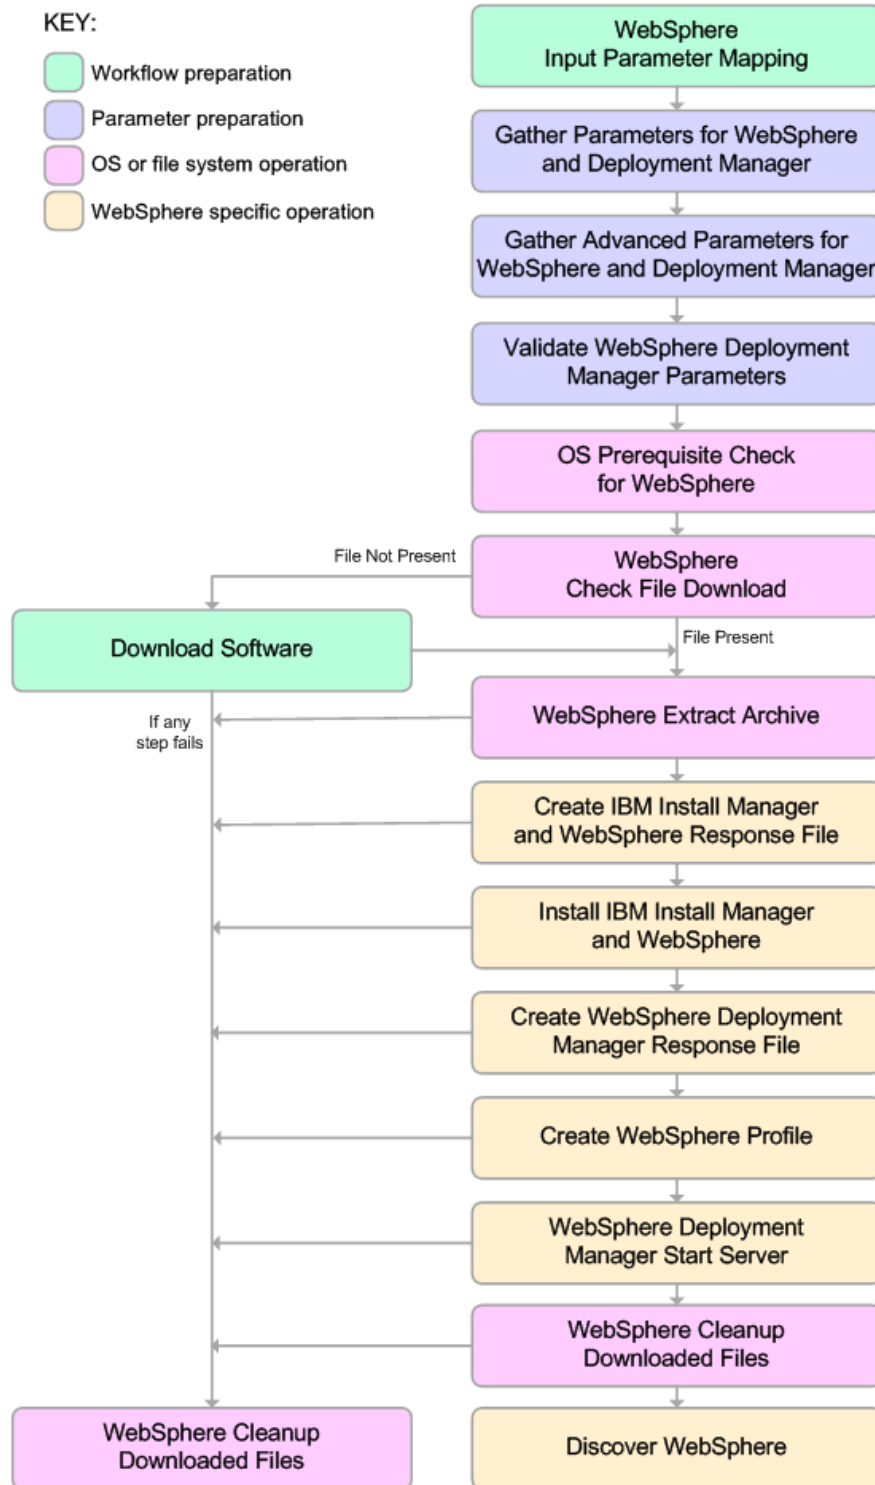 KEY:
Workflow preparation
Parameter preparation
OS or file system operation
WebSphere specific operation
WebSphere
Input Parameter Mapping
Gather Parameters for WebSphere
and Deployment Manager
Gather Advanced Parameters for
WebSphere and Deployment Manager
Validate WebSphere Deployment
Manager Parameters
OS Prerequisite Check
for WebSphere
File Not Present
WebSphere
Check File Download
Download Software
File Present
If any
step fails
WebSphere Extract Archive
Create IBM Install Manager
and WebSphere Response File
Install IBM Install Manager
and WebSphere
Create WebSphere Deployment
Manager Response File
Create WebSphere Profile
WebSphere Deployment
Manager Start Server
WebSphere Cleanup
Downloaded Files
WebSphere Cleanup
Downloaded Files
Discover WebSphere